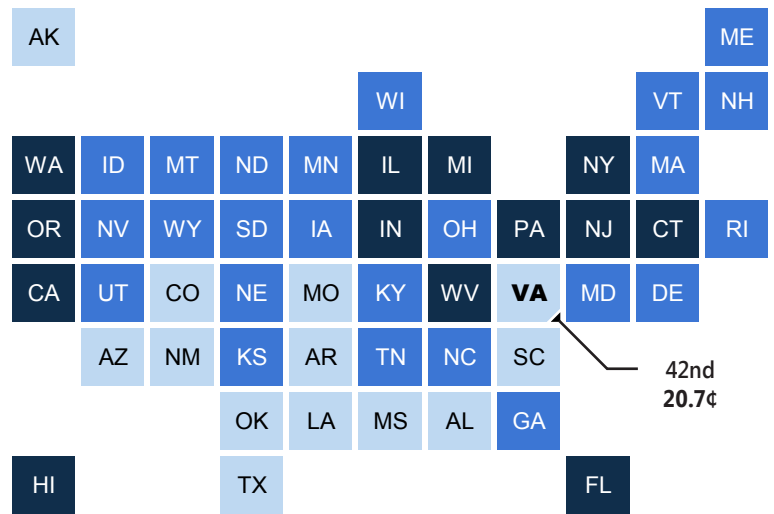 AK ME
WI VT NH
WA ID MT ND MN IL MI NY MA
OR NV WY SD IA IN OH PA NJ CT RI
CA UT CO NE MO KY WV VA MD DE
AZ NM KS AR TN NC SC
42nd
20.7¢
OK LA MS AL GA
HI TX FL